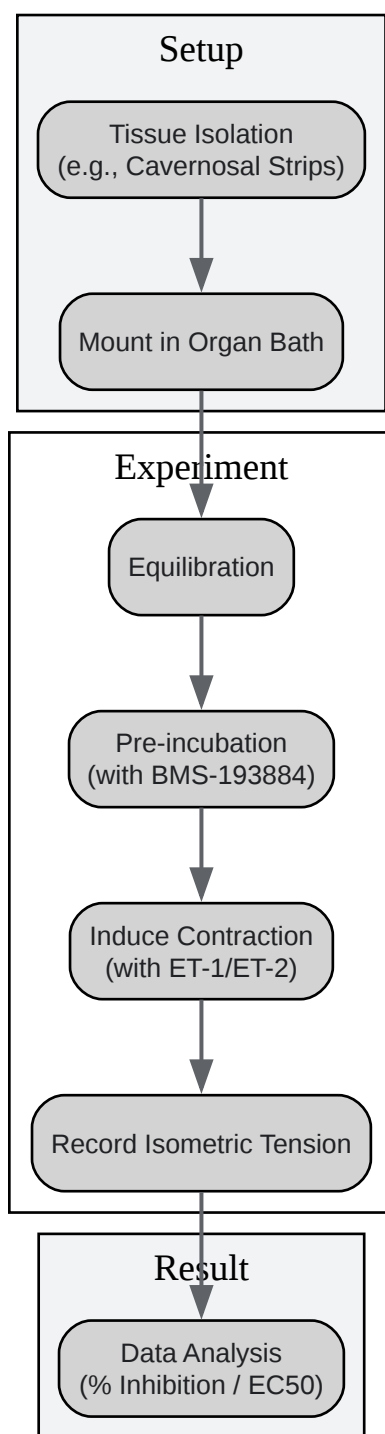 Setup
Tissue Isolation
(e.g., Cavernosal Strips)
Mount in Organ Bath
Experiment
Equilibration
Pre-incubation
(with BMS-193884)
Induce Contraction
(with ET-1/ET-2)
Record Isometric Tension
Result
Data Analysis
(% Inhibition / EC50)